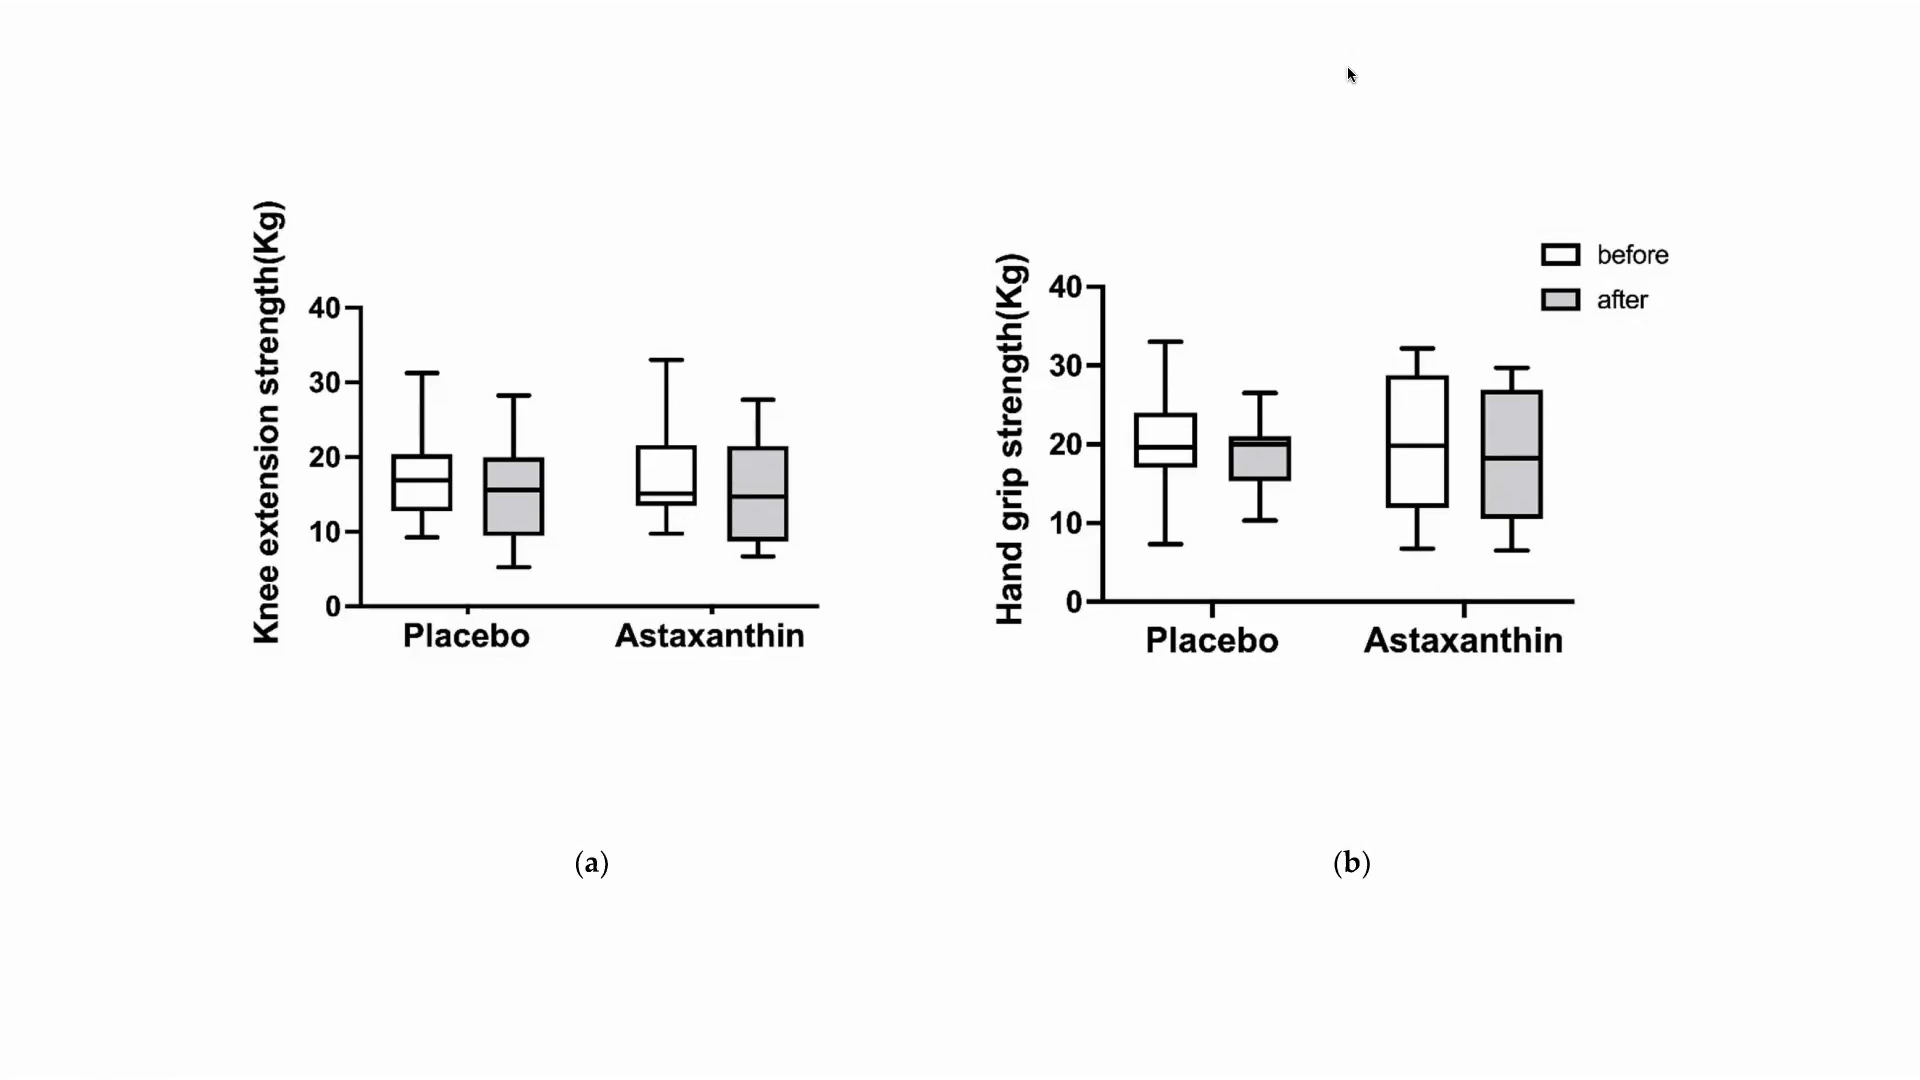 Knee extension strength(Kg)
40
30
20
10
0
Placebo
Astaxanthin
(a)
Hand grip strength(Kg)
40
30
20
10
0
Placebo
Astaxanthin
before
after
(b)